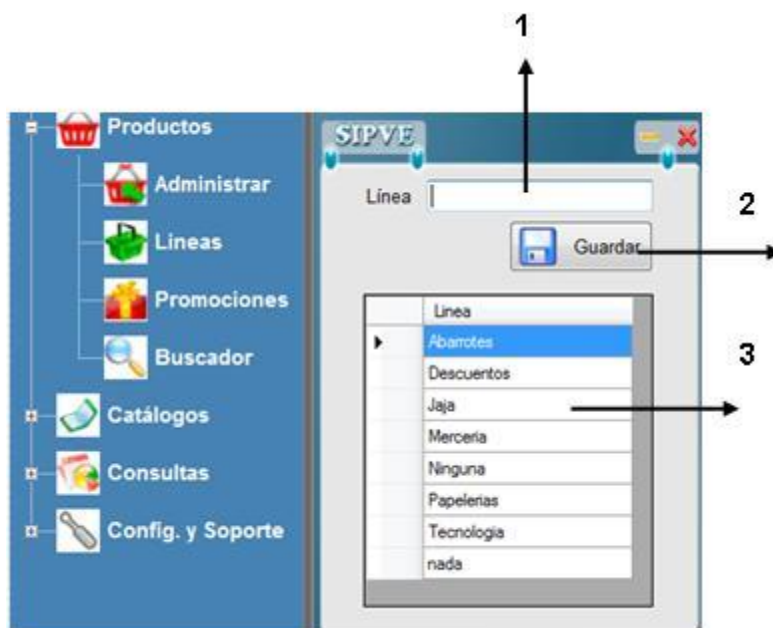 1
Productos
Administrar
Lineas
Promociones
Buscador
Catálogos
Consultas
Config. y Soporte
SIPVE
Línea
2
Guardar
Linea
Abarrotes
Descuentos
Jaja
3
Merceria
Ninguna
Papelerias
Tecnologia
nada